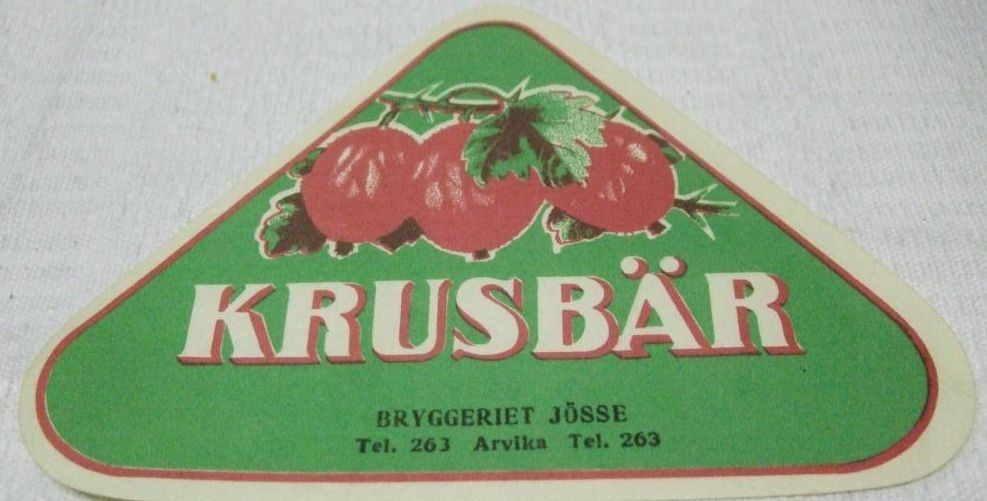 KRUSBÄR
BRYGGERIET JÖSSE
Tel. 263 Arvika Tel. 263